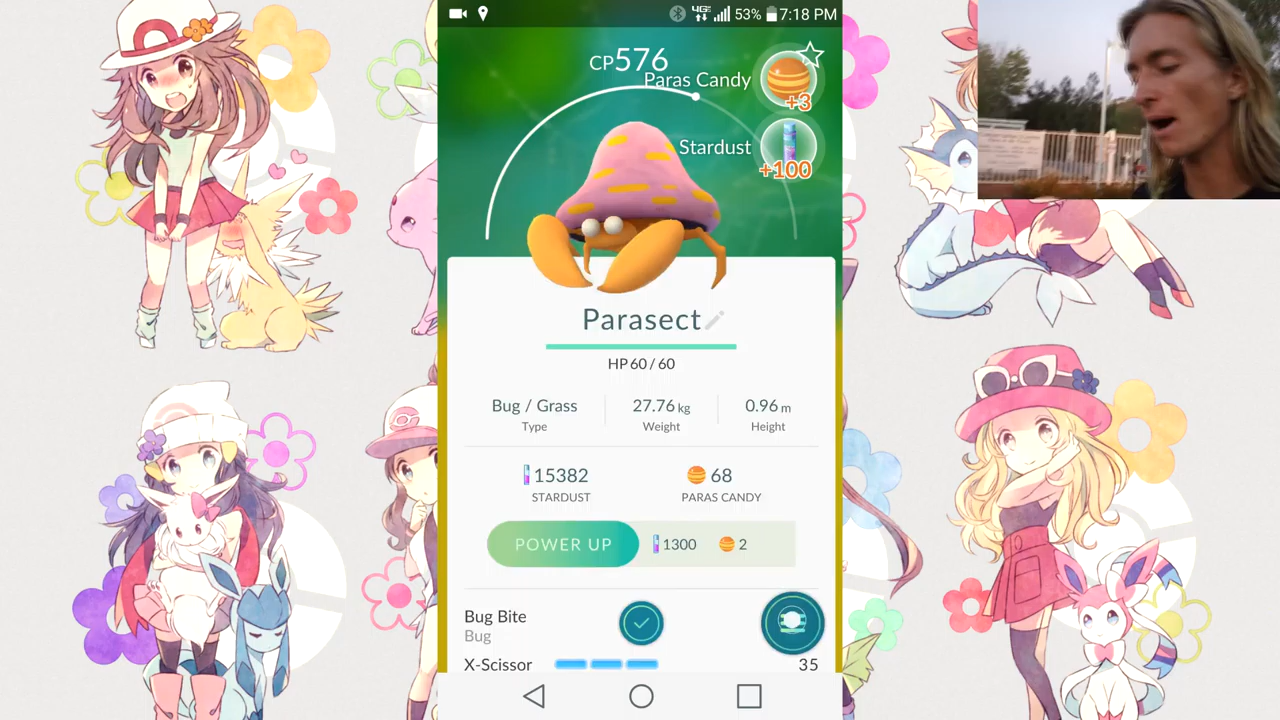 4GE 53% 7:18 PM
CP576
Paras Candy
+3
Stardust
+100
Parasect
HP 60 / 60
Bug / Grass 27.76 kg 0.96 m
Type Weight Height
15382 68
STARDUST PARAS CANDY
POWER UP 1300 2
Bug Bite
Bug
X-Scissor 35